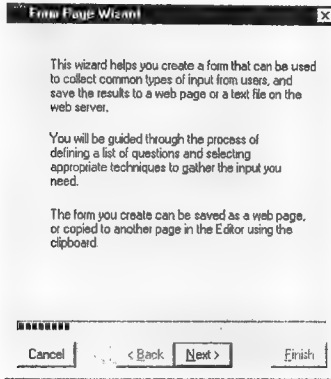 Form Page Wizard
This wizard helps you create a form that can be used
to collect common types of input from users, and
save the results to a web page or a text file on the
web server.
You will be guided through the process of
defining a list of questions and selecting
appropriate techniques to gather the input you
need.
The form you create can be saved as a web page,
or copied to another page in the Editor using the
clipboard
Cancel < Back Next > Finish